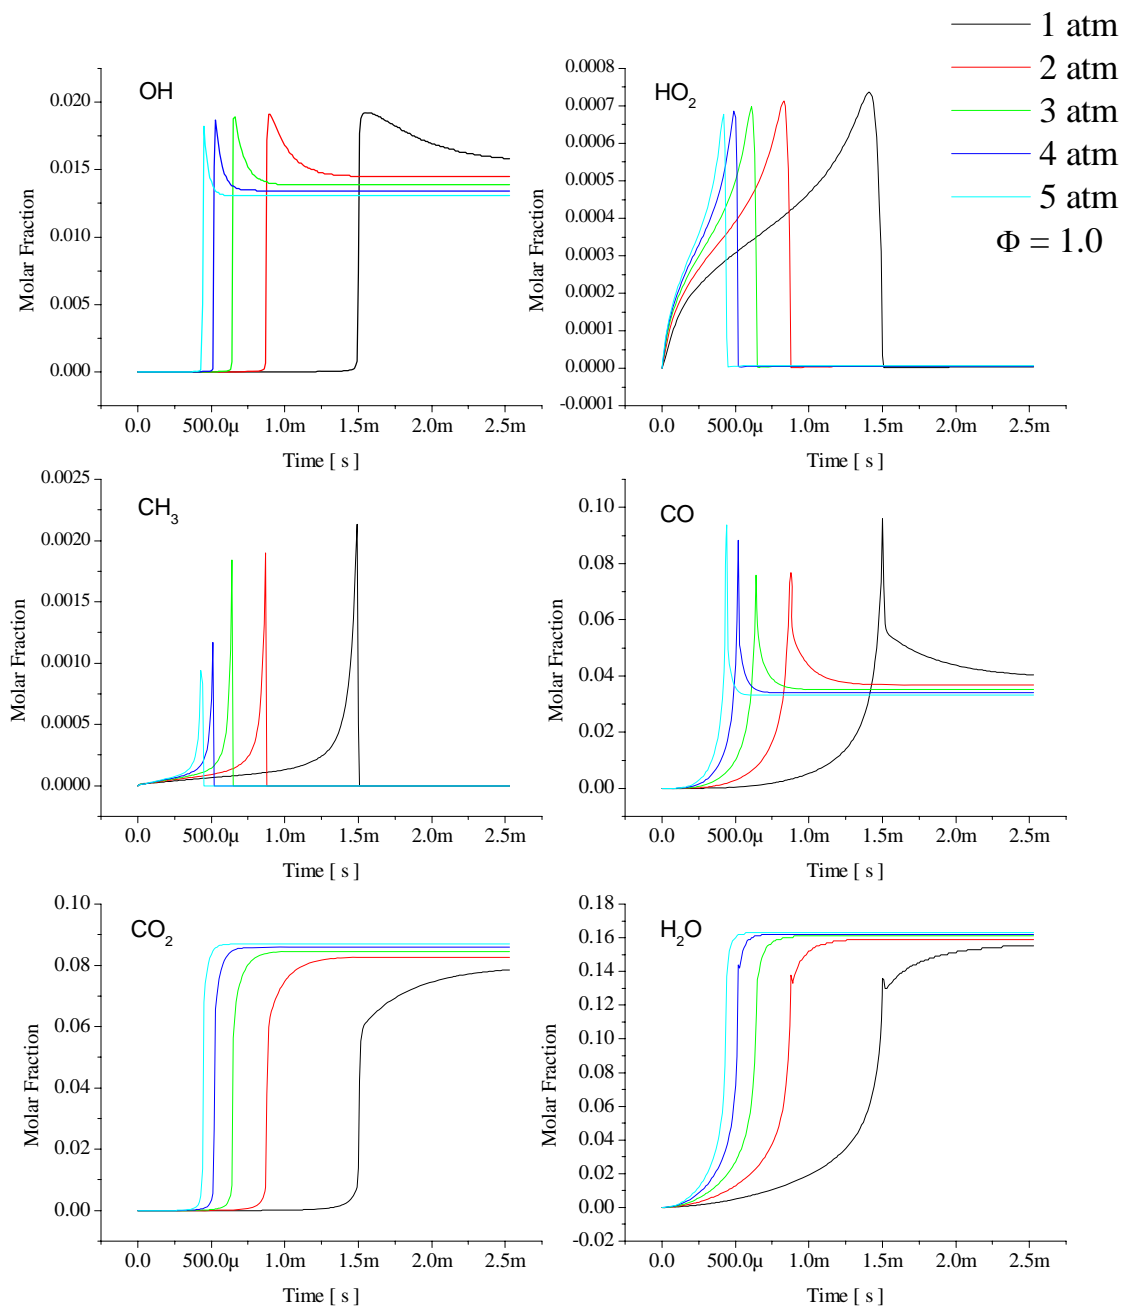 1 atm
2 atm
3 atm
4 atm
5 atm
Φ = 1.0
OH
Molar Fraction
0.020
0.015
0.010
0.005
0.000
0.0 500.0µ 1.0m 1.5m 2.0m 2.5m
Time [ s ]
HO2
Molar Fraction
0.0008
0.0007
0.0006
0.0005
0.0004
0.0003
0.0002
0.0001
0.0000
-0.0001
0.0 500.0µ 1.0m 1.5m 2.0m 2.5m
Time [ s ]
CH3
Molar Fraction
0.0025
0.0020
0.0015
0.0010
0.0005
0.0000
0.0 500.0µ 1.0m 1.5m 2.0m 2.5m
Time [ s ]
CO
Molar Fraction
0.10
0.08
0.06
0.04
0.02
0.00
0.0 500.0µ 1.0m 1.5m 2.0m 2.5m
Time [ s ]
CO2
Molar Fraction
0.10
0.08
0.06
0.04
0.02
0.00
0.0 500.0µ 1.0m 1.5m 2.0m 2.5m
Time [ s ]
H2O
Molar Fraction
0.18
0.16
0.14
0.12
0.10
0.08
0.06
0.04
0.02
0.00
-0.02
0.0 500.0µ 1.0m 1.5m 2.0m 2.5m
Time [ s ]